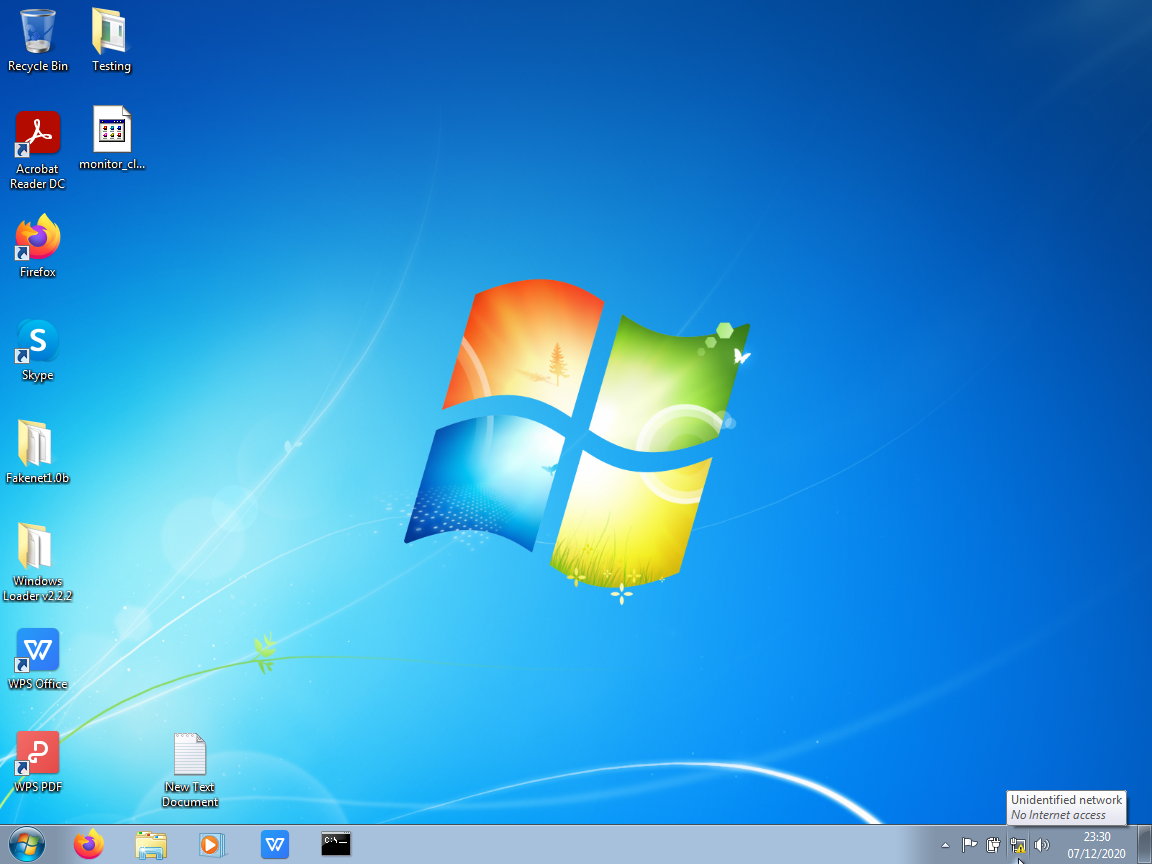 Recycle Bin
Testing
Acrobat
Reader DC
monitor_cl...
Firefox
S
Skype
Fakenet1.0b
Windows
Loader v2.2.2
W
WPS Office
WPS PDF
New Text
Document
Unidentified network
No Internet access
W
C:\_
23:30
07/12/2020